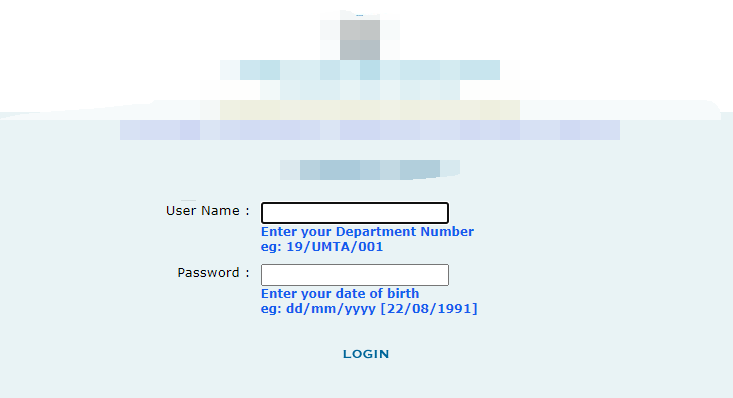 User Name :
Enter your Department Number
eg: 19/UMTA/001
Password :
Enter your date of birth
eg: dd/mm/yyyy [22/08/1991]
LOGIN